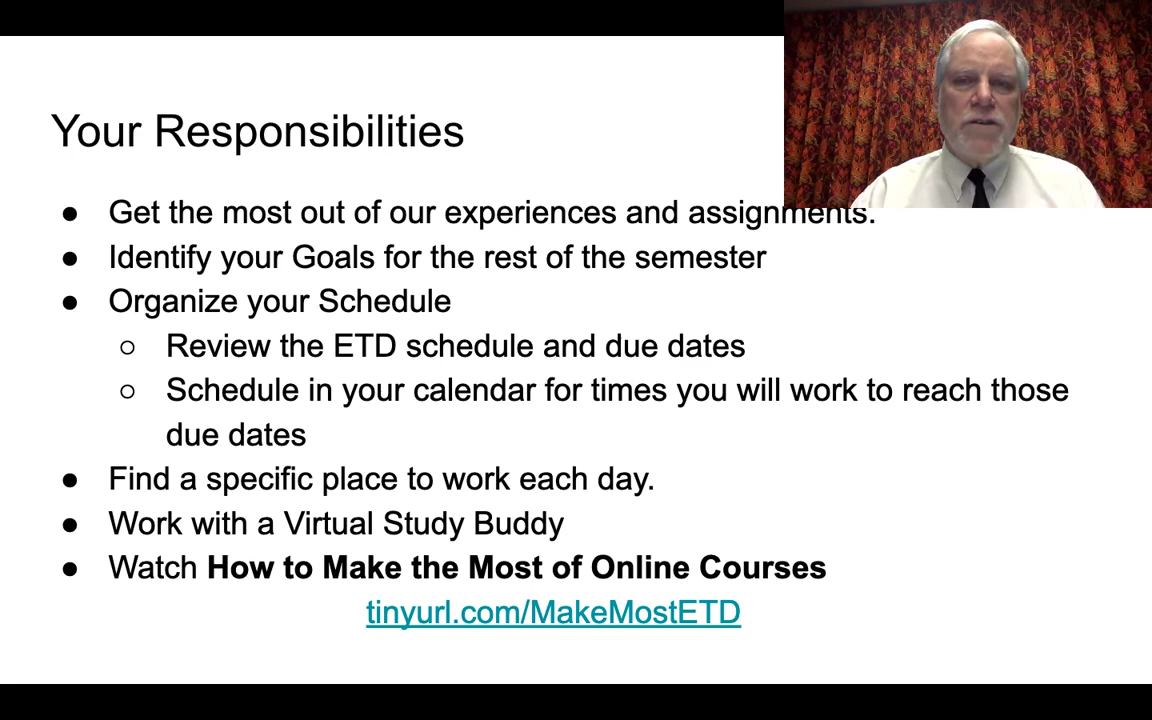 Your Responsibilities
● Get the most out of our experiences and assignments.
● Identify your Goals for the rest of the semester
● Organize your Schedule
○ Review the ETD schedule and due dates
○ Schedule in your calendar for times you will work to reach those
due dates
● Find a specific place to work each day.
● Work with a Virtual Study Buddy
● Watch How to Make the Most of Online Courses
tinyurl.com/MakeMostETD